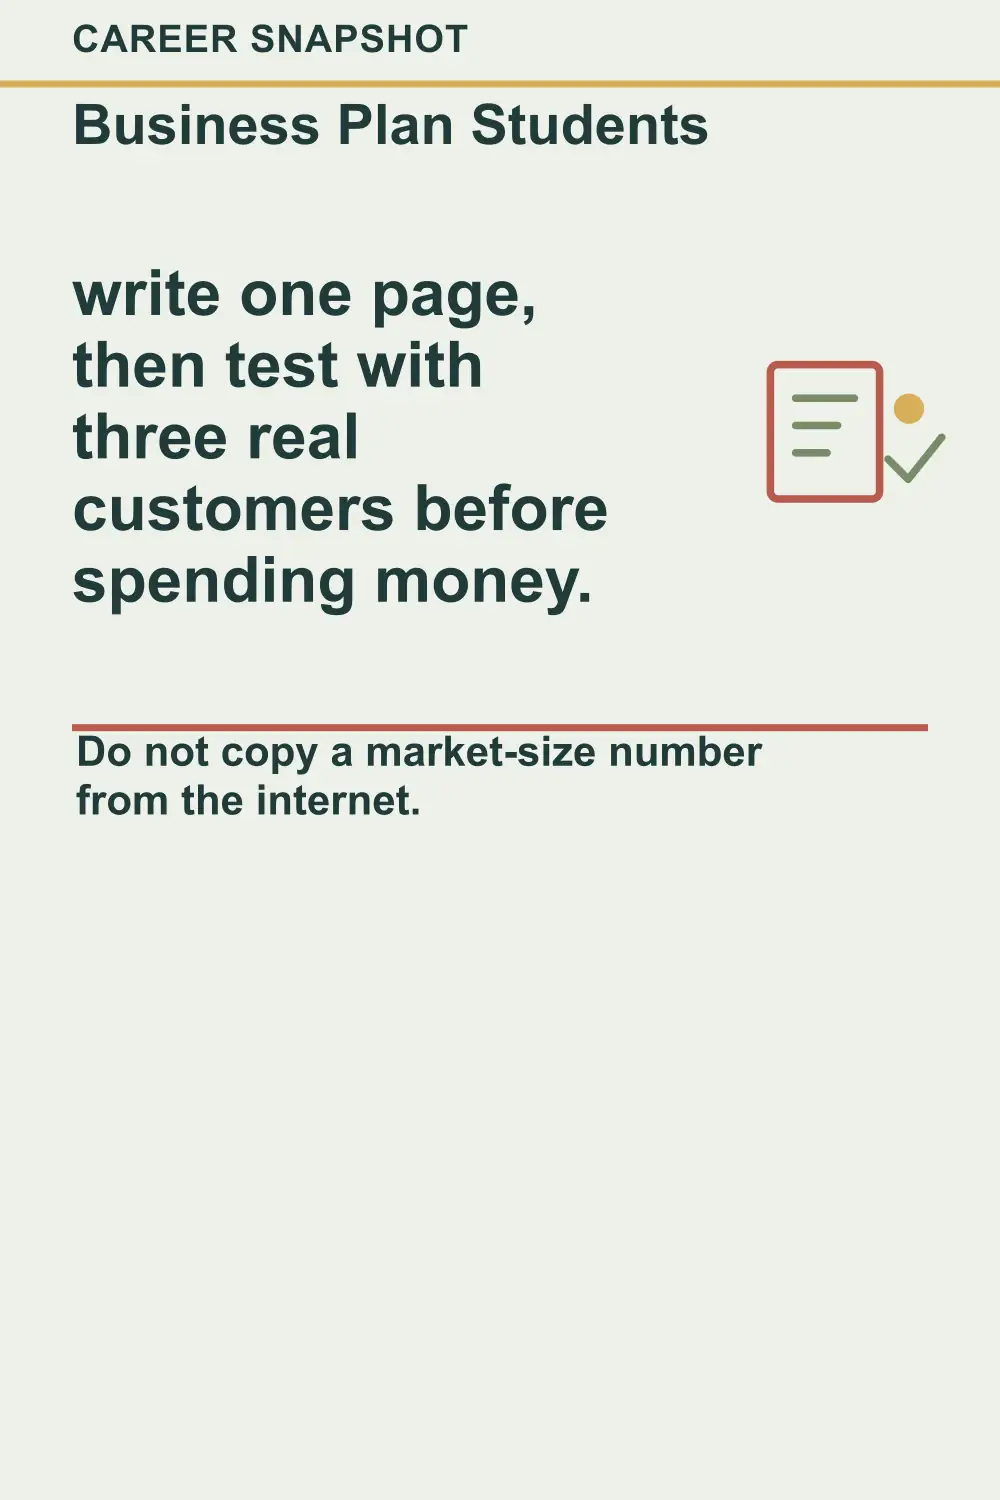 CAREER SNAPSHOT
Business Plan Students
write one page,
then test with
three real
customers before
spending money.
Do not copy a market-size number
from the internet.